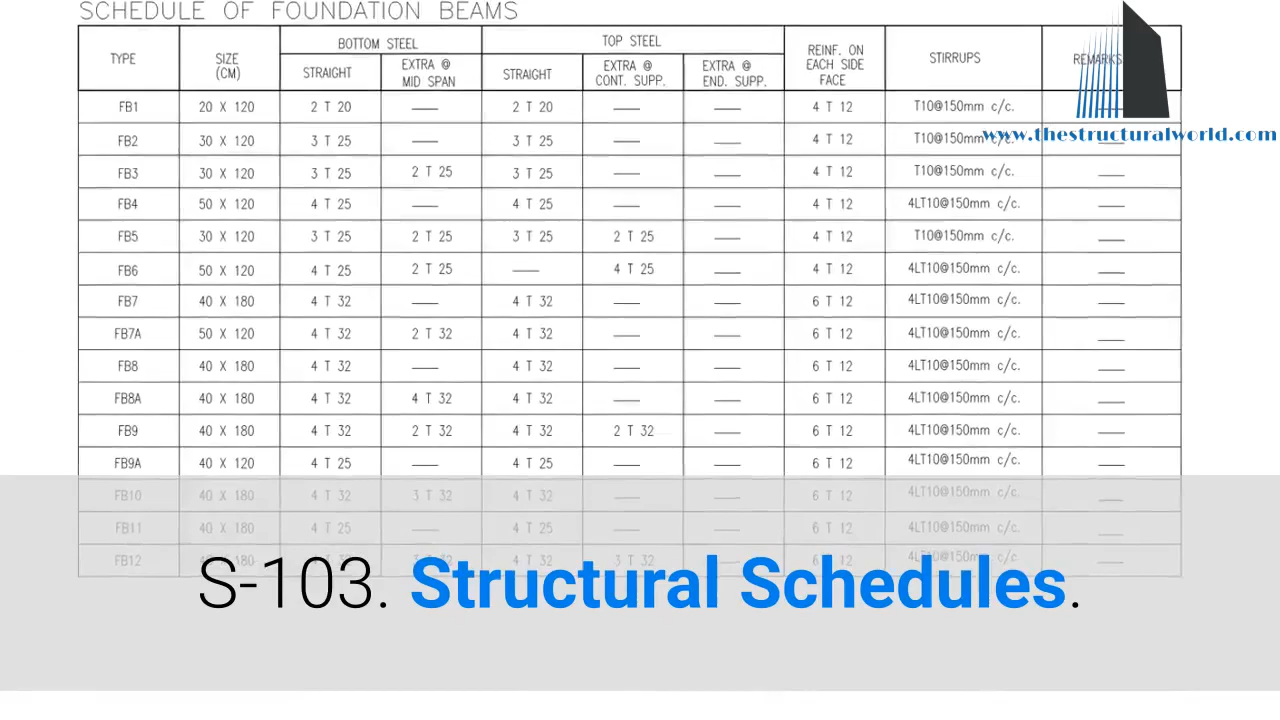 SCHEDULE OF FOUNDATION BEAMS
TYPE SIZE (CM) BOTTOM STEEL TOP STEEL REINF. ON EACH SIDE FACE STIRRUPS REMARKS
STRAIGHT EXTRA @ MID SPAN STRAIGHT EXTRA @ CONT. SUPP. EXTRA @ END. SUPP.
FB1 20 X 120 2 T 20 —— 2 T 20 —— —— 4 T 12 T10@150mm c/c. ——
www.thestructuralworld.com
FB2 30 X 120 3 T 25 —— 3 T 25 —— —— 4 T 12 T10@150mm c/c. ——
FB3 30 X 120 3 T 25 2 T 25 3 T 25 —— —— 4 T 12 T10@150mm c/c. ——
FB4 50 X 120 4 T 25 —— 4 T 25 —— —— 4 T 12 4LT10@150mm c/c. ——
FB5 30 X 120 3 T 25 2 T 25 3 T 25 2 T 25 —— 4 T 12 T10@150mm c/c. ——
FB6 50 X 120 4 T 25 2 T 25 —— 4 T 25 —— 4 T 12 4LT10@150mm c/c. ——
FB7 40 X 180 4 T 32 —— 4 T 32 —— —— 6 T 12 4LT10@150mm c/c. ——
FB7A 50 X 120 4 T 32 2 T 32 4 T 32 —— —— 6 T 12 4LT10@150mm c/c. ——
FB8 40 X 180 4 T 32 —— 4 T 32 —— —— 6 T 12 4LT10@150mm c/c. ——
FB8A 40 X 180 4 T 32 4 T 32 4 T 32 —— —— 6 T 12 4LT10@150mm c/c. ——
FB9 40 X 180 4 T 32 2 T 32 4 T 32 2 T 32 —— 6 T 12 4LT10@150mm c/c. ——
FB9A 40 X 120 4 T 25 —— 4 T 25 —— —— 6 T 12 4LT10@150mm c/c. ——
FB10 40 X 180 4 T 32 3 T 32 4 T 32 —— —— 6 T 12 4LT10@150mm c/c. ——
FB11 40 X 180 4 T 25 —— 4 T 25 —— —— 6 T 12 4LT10@150mm c/c. ——
FB12 4 T 32 3 T 32 —— 4LT10@150mm c/c. ——
S-103. Structural Schedules.